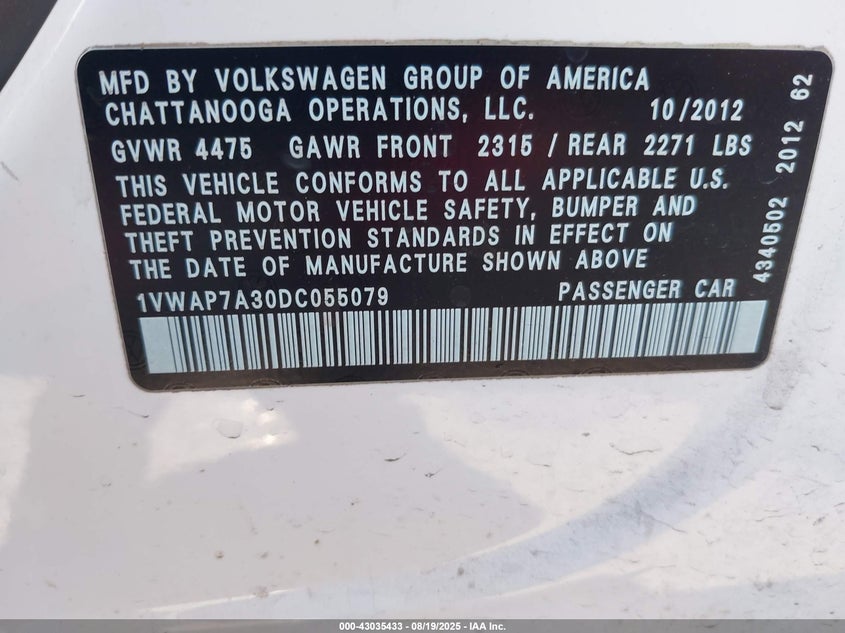 MFD BY VOLKSWAGEN GROUP OF AMERICA
CHATTANOOGA OPERATIONS, LLC. 10/2012
GVWR 4475 GAWR FRONT 2315 / REAR 2271 LBS
THIS VEHICLE CONFORMS TO ALL APPLICABLE U.S.
FEDERAL MOTOR VEHICLE SAFETY, BUMPER AND
THEFT PREVENTION STANDARDS IN EFFECT ON
THE DATE OF MANUFACTURE SHOWN ABOVE
1VWAP7A30DC055079 PASSENGER CAR
4340502 2012 62
000-43035433 - 08/19/2025 - IAA Inc.